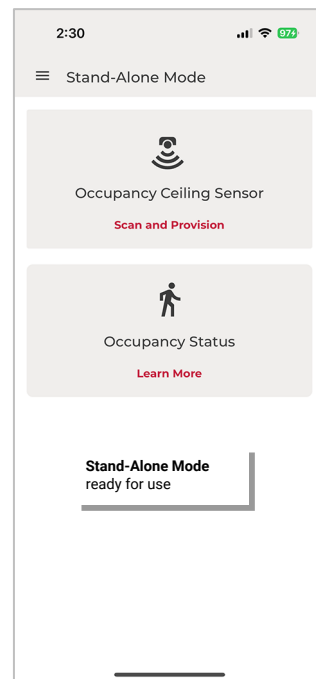 2:30
97
Stand-Alone Mode
Occupancy Ceiling Sensor
Scan and Provision
Occupancy Status
Learn More
Stand-Alone Mode
ready for use